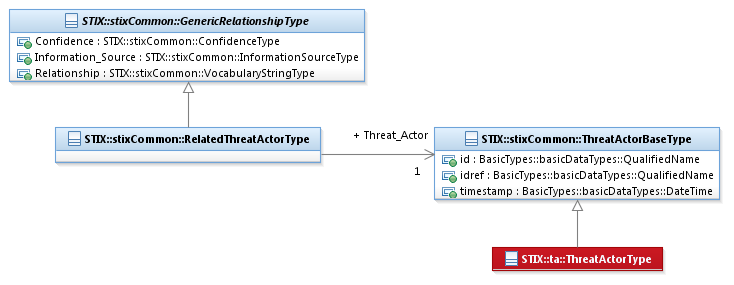 STIX::stixCommon::GenericRelationshipType
Confidence : STIX::stixCommon::ConfidenceType
Information_Source : STIX::stixCommon::InformationSourceType
Relationship : STIX::stixCommon::VocabularyStringType
STIX::stixCommon::RelatedThreatActorType
+ Threat_Actor
1
STIX::stixCommon::ThreatActorBaseType
id : BasicTypes::basicDataTypes::QualifiedName
idref : BasicTypes::basicDataTypes::QualifiedName
timestamp : BasicTypes::basicDataTypes::DateTime
STIX::ta::ThreatActorType